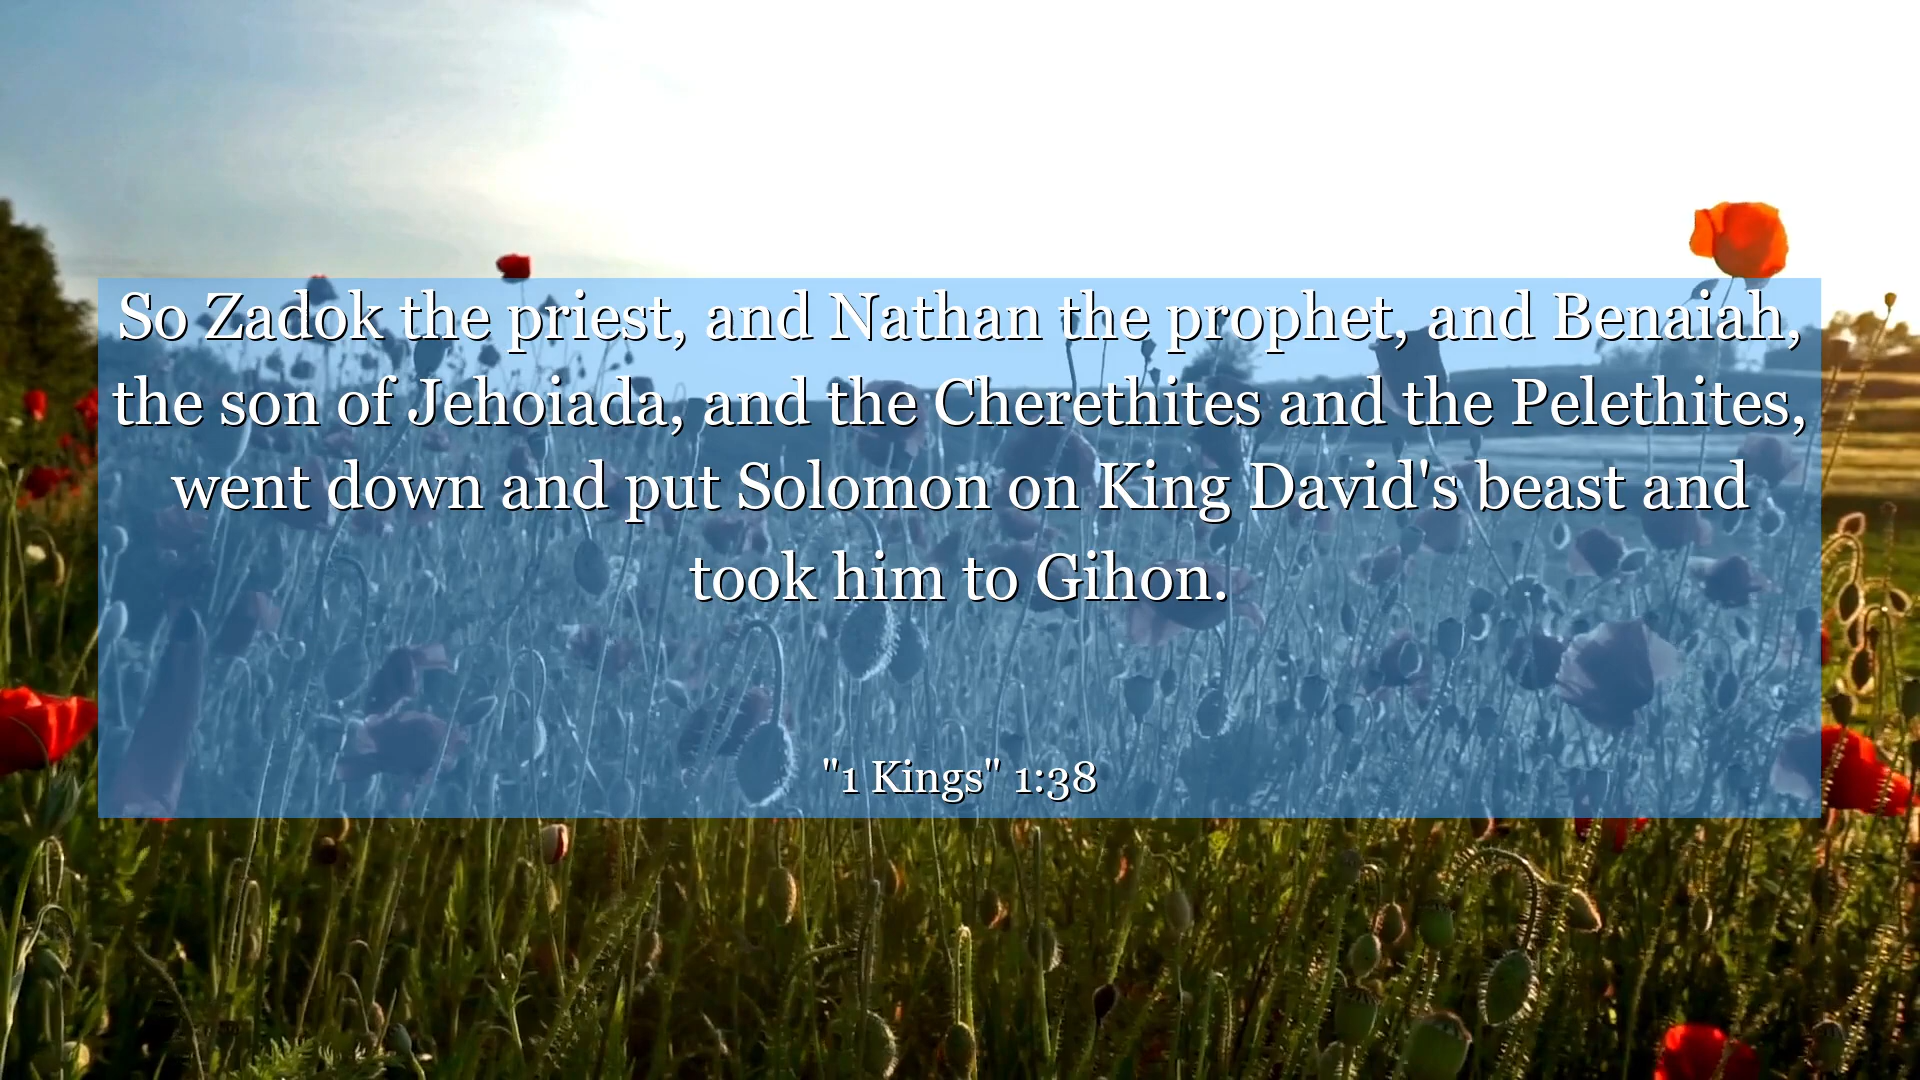 So Zadok the priest, and Nathan the prophet, and Benaiah,
the son of Jehoiada, and the Cherethites and the Pelethites,
went down and put Solomon on King David's beast and
took him to Gihon.
"1 Kings" 1:38